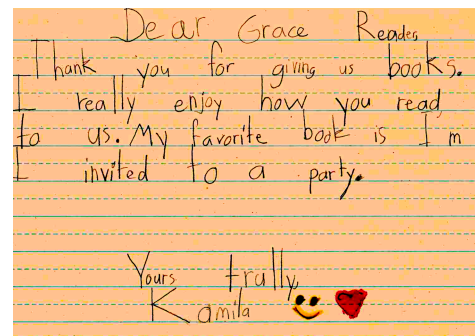 Dear Grace Reades
Thank you for giving us books.
I really enjoy how you read
to us. My favorite book is I m
I invited to a party.
Yours trully
Kamila